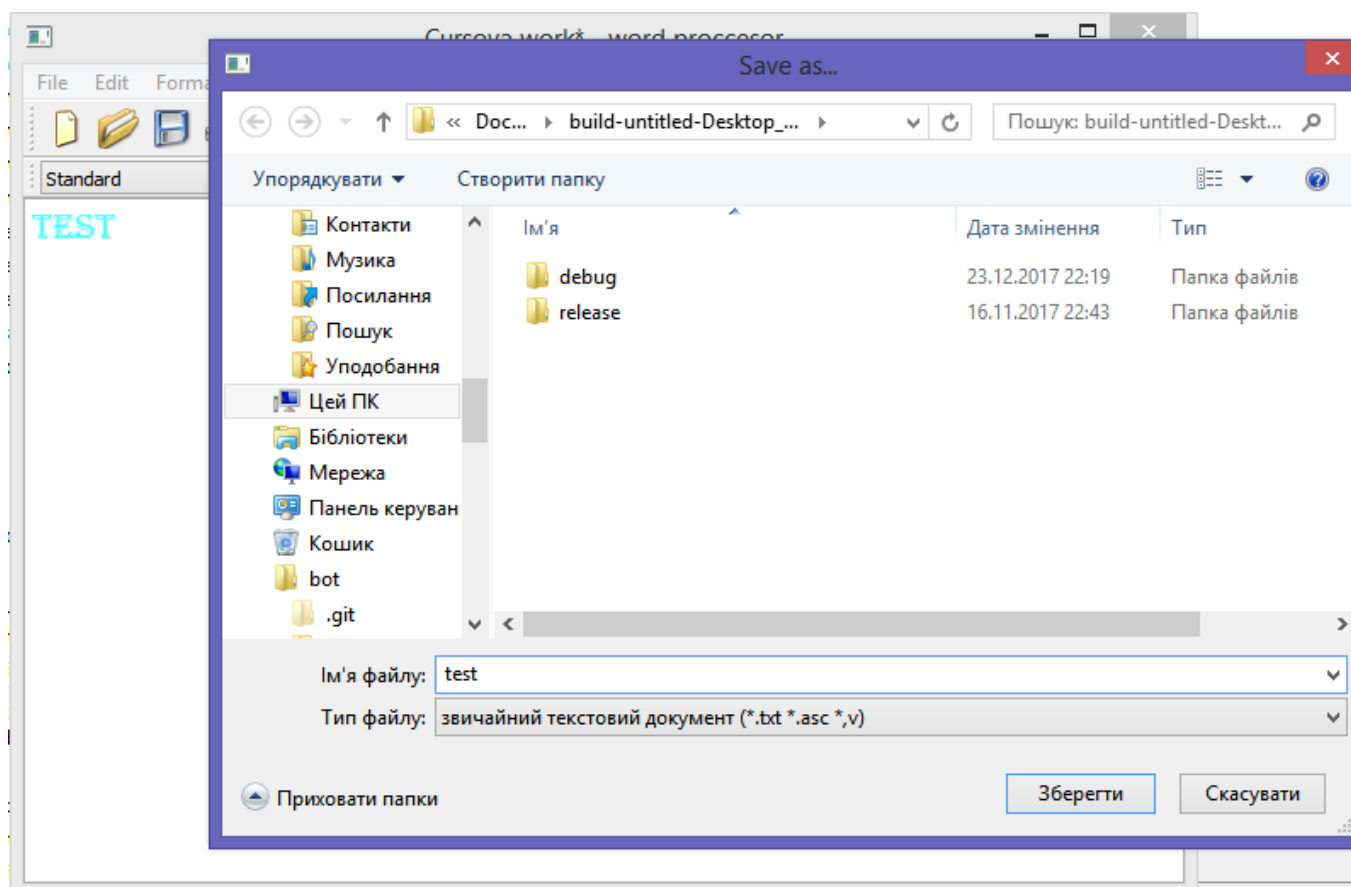 Cursova work* - word proccesor
Save as...
File Edit Forma
« Doc... build-untitled-Desktop_...
Пошук: build-untitled-Deskt...
Standard
Упорядкувати
Створити папку
TEST
Контакти
Музика
Посилання
Пошук
Уподобання
Цей ПК
Бібліотеки
Мережа
Панель керуван
Кошик
bot
.git
Ім'я Дата змінення Тип
debug 23.12.2017 22:19 Папка файлів
release 16.11.2017 22:43 Папка файлів
Ім'я файлу: test
Тип файлу: звичайний текстовий документ (*.txt *.asc *,v)
Приховати папки
Зберегти
Скасувати